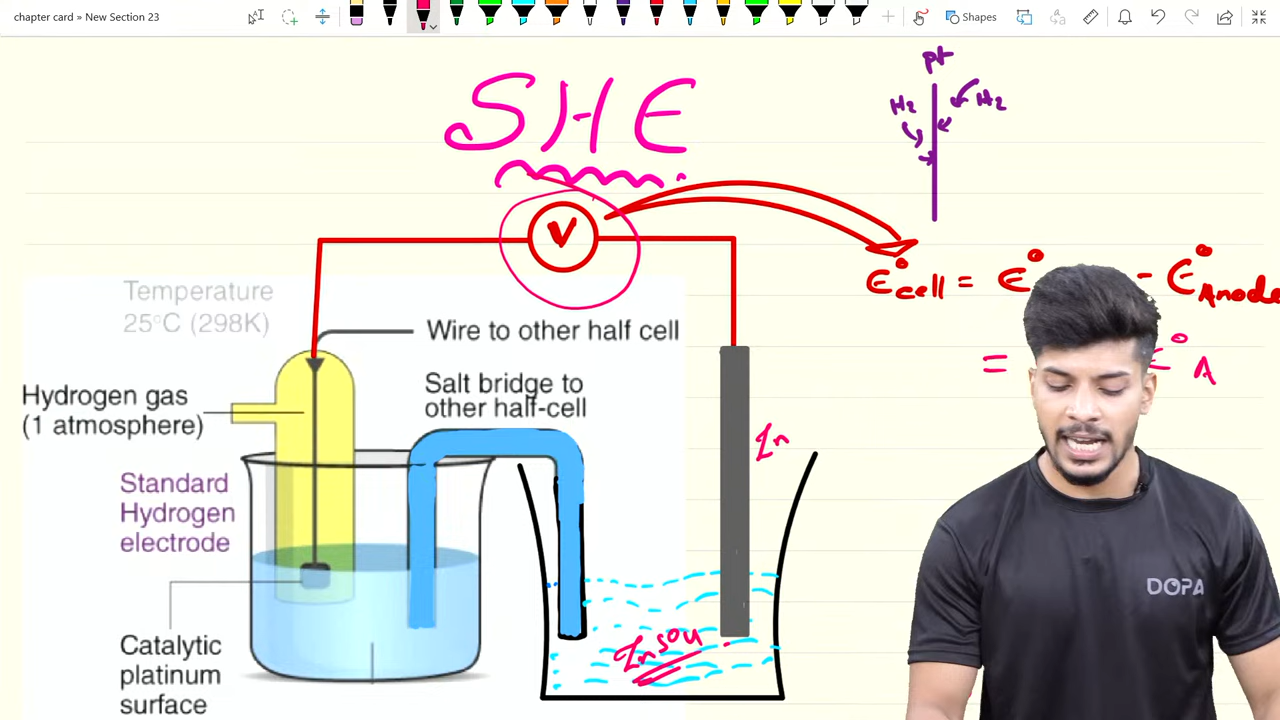 chapter card » New Section 23
Shapes
SHE
Pt
H2
H2
V
E°cell = E° - E°Anode
= E° A
Temperature
25°C (298K)
Wire to other half cell
Hydrogen gas
(1 atmosphere)
Salt bridge to
other half-cell
Zn
Standard
Hydrogen
electrode
ZnSO4
Catalytic
platinum
surface
DOPA